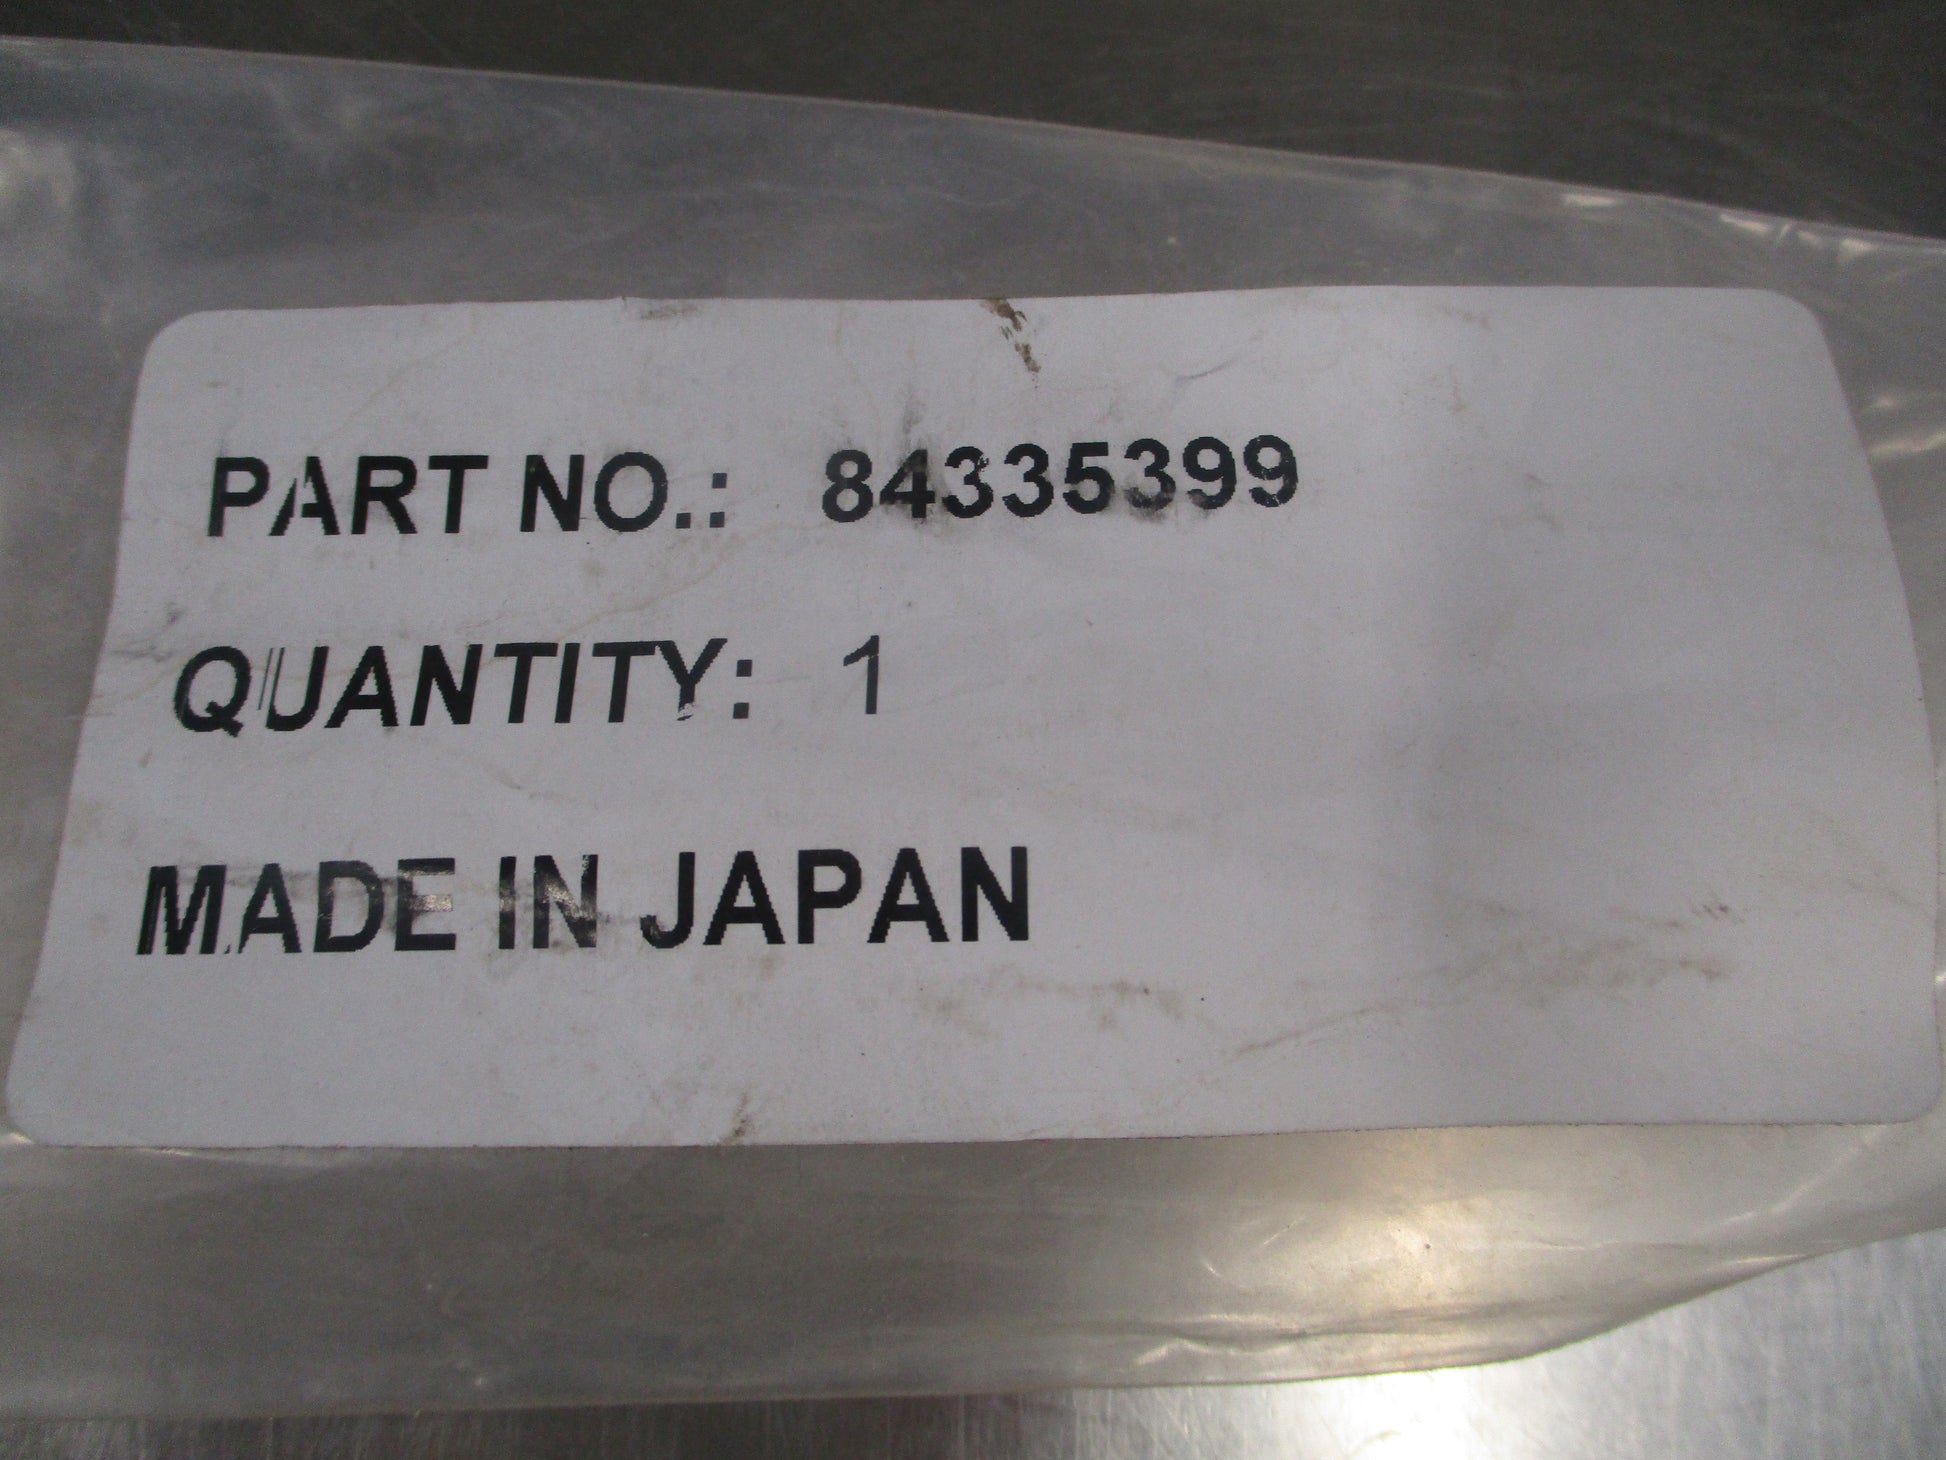 PART NO.: 84335399
QUANTITY: 1
MADE IN JAPAN